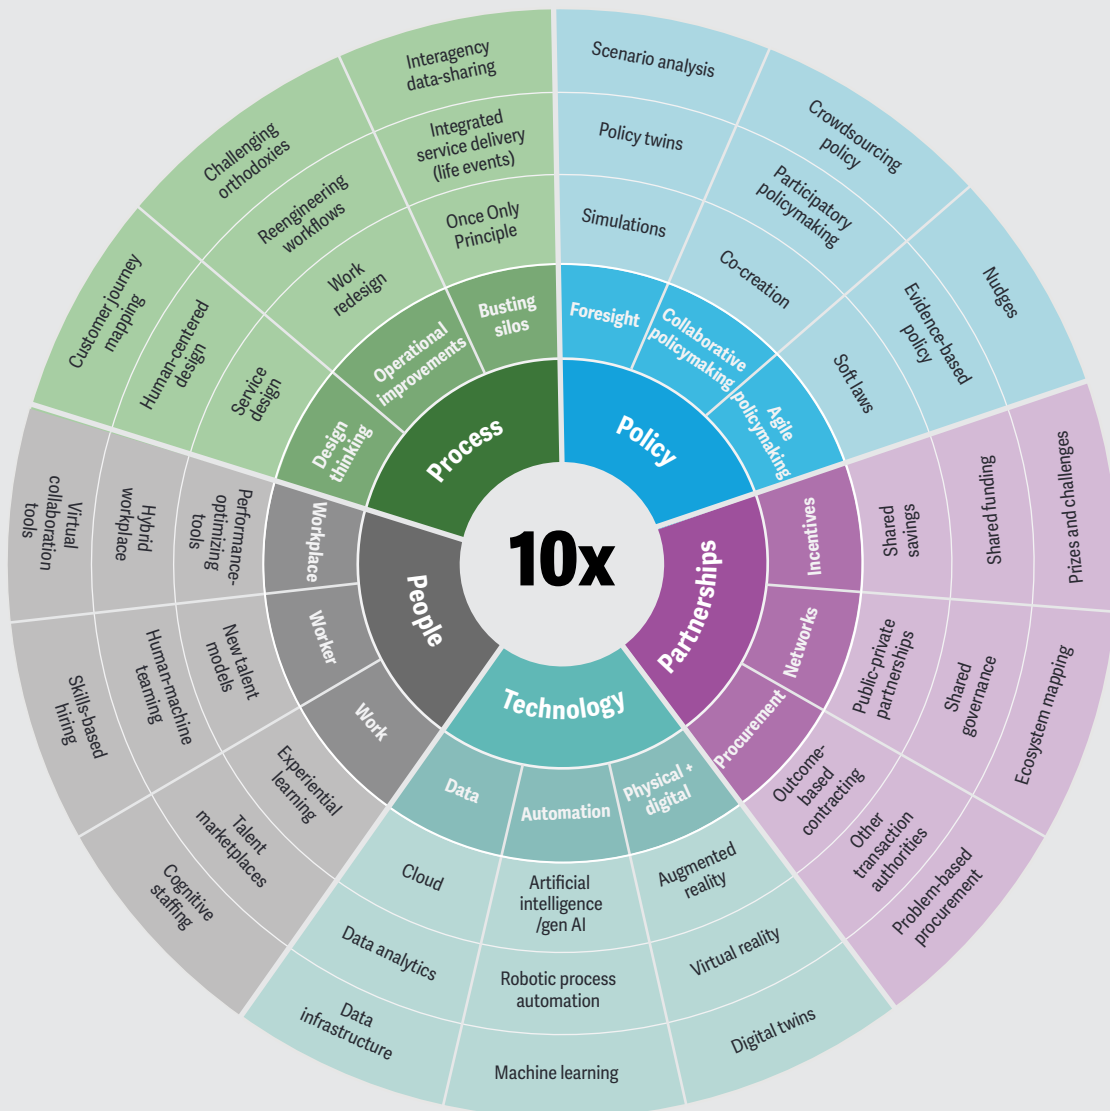 10x
Process
Busting
silos
Interagency
data-sharing
Integrated
service delivery
(life events)
Once Only
Principle
Operational
improvements
Challenging
orthodoxies
Reengineering
workflows
Work
redesign
Design
thinking
Customer journey
mapping
Human-centered
design
Service
design
Policy
Foresight
Scenario analysis
Policy twins
Simulations
Collaborative
policymaking
Crowdsourcing
policy
Participatory
policymaking
Co-creation
Agile
policymaking
Nudges
Evidence-based
policy
Soft laws
Partnerships
Incentives
Shared
savings
Shared funding
Prizes and challenges
Networks
Public-private
partnerships
Shared
governance
Ecosystem mapping
Procurement
Outcome-
based
contracting
Other
transaction
authorities
Problem-based
procurement
Technology
Physical +
digital
Augmented
reality
Virtual reality
Digital twins
Automation
Artificial
intelligence
/gen AI
Robotic process
automation
Machine learning
Data
Cloud
Data analytics
Data
infrastructure
People
Work
Experiential
learning
Talent
marketplaces
Cognitive
staffing
Worker
New talent
models
Human-machine
teaming
Skills-based
hiring
Workplace
Performance-
optimizing
tools
Hybrid
workplace
Virtual
collaboration
tools